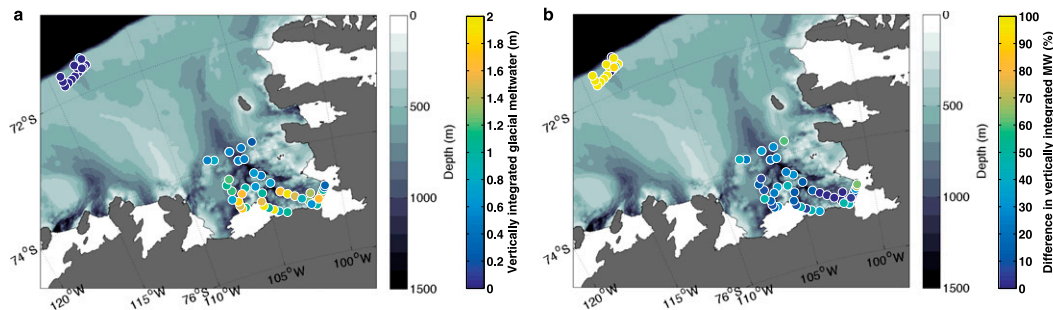 a
72°S
74°S
120°W
115°W
76°S
110°W
105°W
100°W
0
500
1000
1500
Depth (m)
2
1.8
1.6
1.4
1.2
1
0.8
0.6
0.4
0.2
0
Vertically integrated glacial meltwater (m)
b
72°S
74°S
120°W
115°W
76°S
110°W
105°W
100°W
0
500
1000
1500
Depth (m)
100
90
80
70
60
50
40
30
20
10
0
Difference in vertically integrated MW (%)